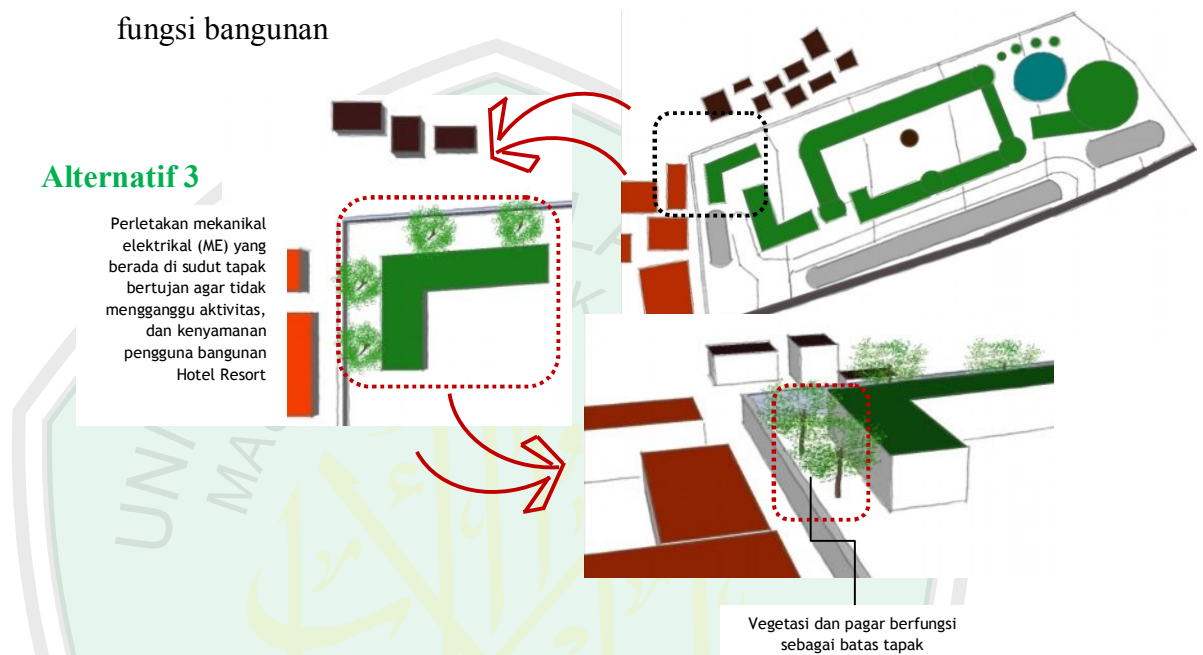 fungsi bangunan
Alternatif 3
Perletakan mekanikal
elektrikal (ME) yang
berada di sudut tapak
bertujan agar tidak
mengganggu aktivitas,
dan kenyamanan
pengguna bangunan
Hotel Resort
Vegetasi dan pagar berfungsi
sebagai batas tapak